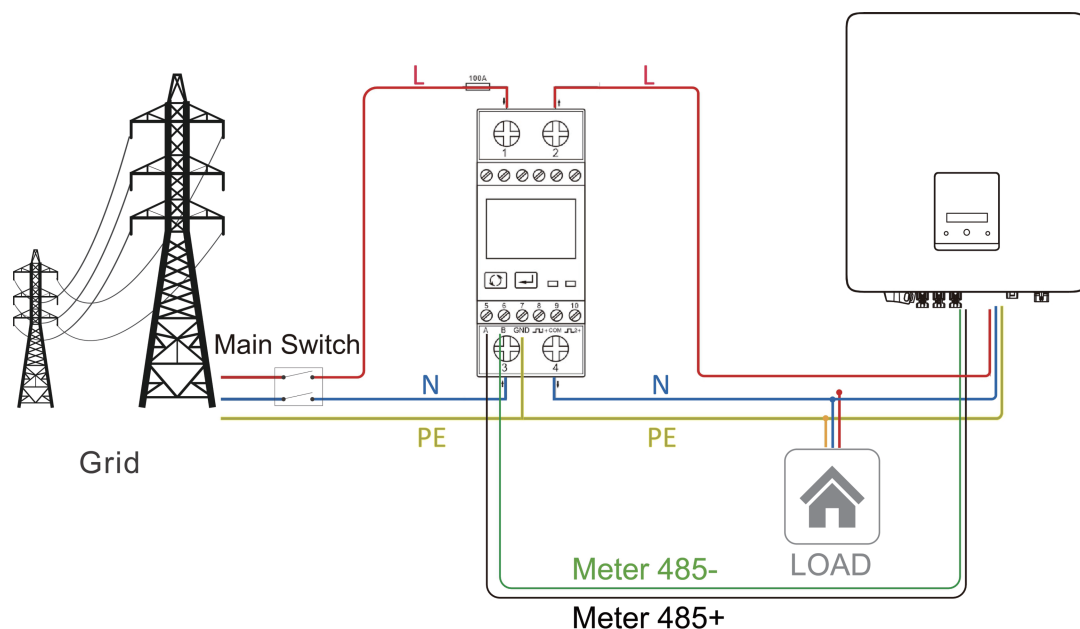 L
100A
L
1 2
5 6 7 8 9 10
A B GND + COM 2+
3 4
Main Switch
N
N
PE
PE
Grid
LOAD
Meter 485-
Meter 485+